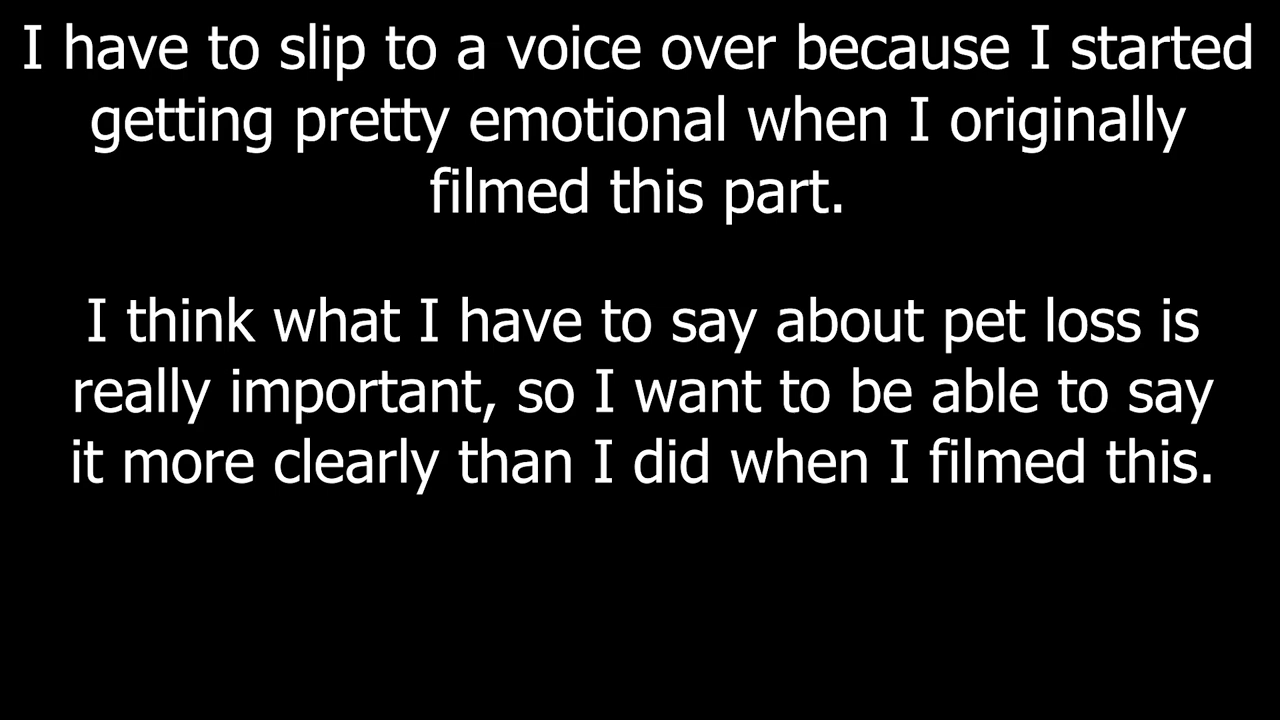 I have to slip to a voice over because I started
getting pretty emotional when I originally
filmed this part.
I think what I have to say about pet loss is
really important, so I want to be able to say
it more clearly than I did when I filmed this.